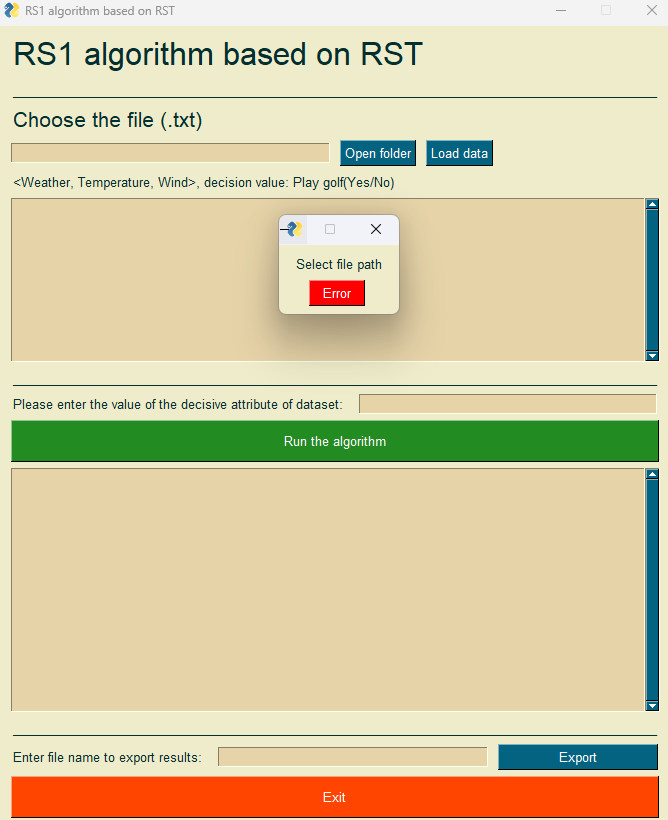 RS1 algorithm based on RST
RS1 algorithm based on RST
Choose the file (.txt)
Open folder
Load data
<Weather, Temperature, Wind>, decision value: Play golf(Yes/No)
Select file path
Error
Please enter the value of the decisive attribute of dataset:
Run the algorithm
Enter file name to export results:
Export
Exit